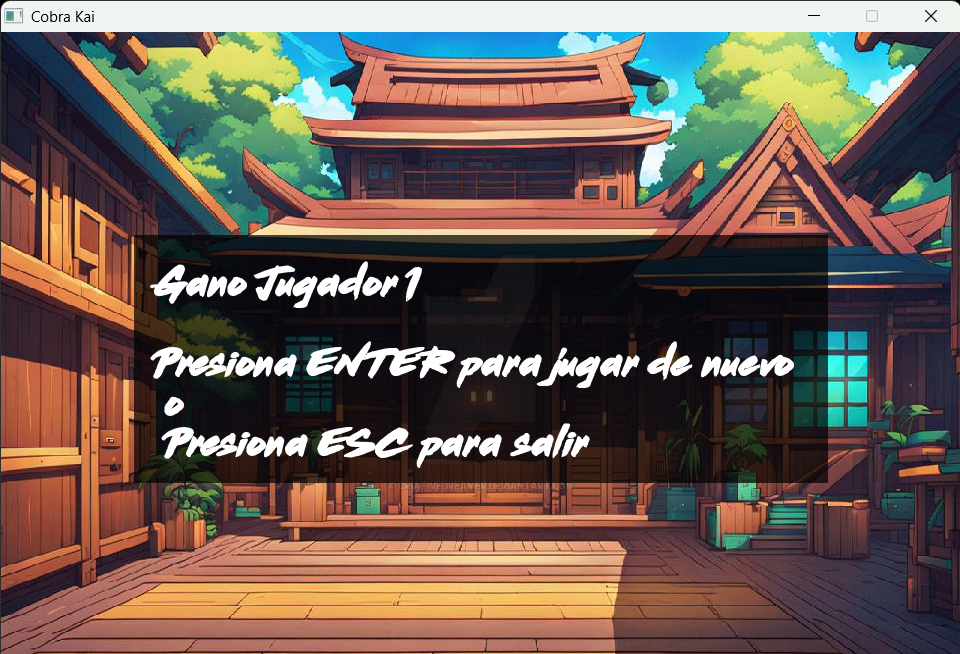 Cobra Kai
Gano Jugador 1
Presiona ENTER para jugar de nuevo
o
Presiona ESC para salir